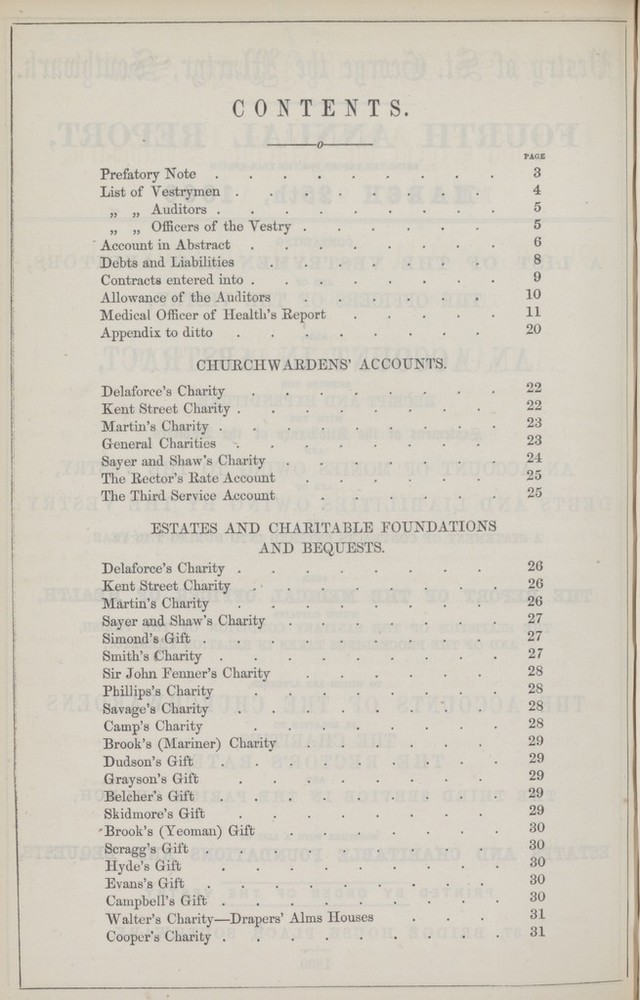 CONTENTS.
PAGE
Prefatory Note . . . . . . . . . 3
List of Vestrymen . . . . . . . . 4
„ „ Auditors . . . . . . . . . 5
„ „ Officers of the Vestry . . . . . . 5
Account in Abstract . . . . . . . . 6
Debts and Liabilities . . . . . . . 8
Contracts entered into . . . . . . . . 9
Allowance of the Auditors . . . . . . 10
Medical Officer of Health's Report . . . . . 11
Appendix to ditto . . . . . . . . 20
CHURCHWARDENS' ACCOUNTS.
Delaforce's Charity . . . . . . . . 22
Kent Street Charity . . . . . . . . 22
Martin's Charity . . . . . . . . . 23
General Charities . . . . . . . . 23
Sayer and Shaw's Charity . . . . . . . 24
The Rector's Rate Account . . . . . . 25
The Third Service Account . . . . . . 25
ESTATES AND CHARITABLE FOUNDATIONS
AND BEQUESTS.
Delaforce's Charity . . . . . . . . 26
Kent Street Charity . . . . . . . . 26
Martin's Charity . . . . . . . . 26
Sayer and Shaw's Charity . . . . . . . 27
Simond's Gift . . . . . . . . . 27
Smith's Charity . . . . . . . . . 27
Sir John Fenner's Charity . . . . . . 28
Phillips's Charity . . . . . . . . 28
Savage's Charity . . . . . . . . 28
Camp's Charity . . . . . . . . 28
Brook's (Mariner) Charity . . . . . . 29
Dudson's Gift . . . . . . . . . 29
Grayson's Gift . . . . . . . . 29
Belcher's Gift . . . . . . . . . 29
Skidmore's Gift . . . . . . . . 29
Brook's (Yeoman) Gift . . . . . . . 30
Scragg's Gift . . . . . . . . . 30
Hyde's Gift . . . . . . . . . 30
Evans's Gift . . . . . . . . . 30
Campbell's Gift . . . . . . . . . 30
Walter's Charity—Drapers' Alms Houses . . . 31
Cooper's Charity . . . . . . . . . 31